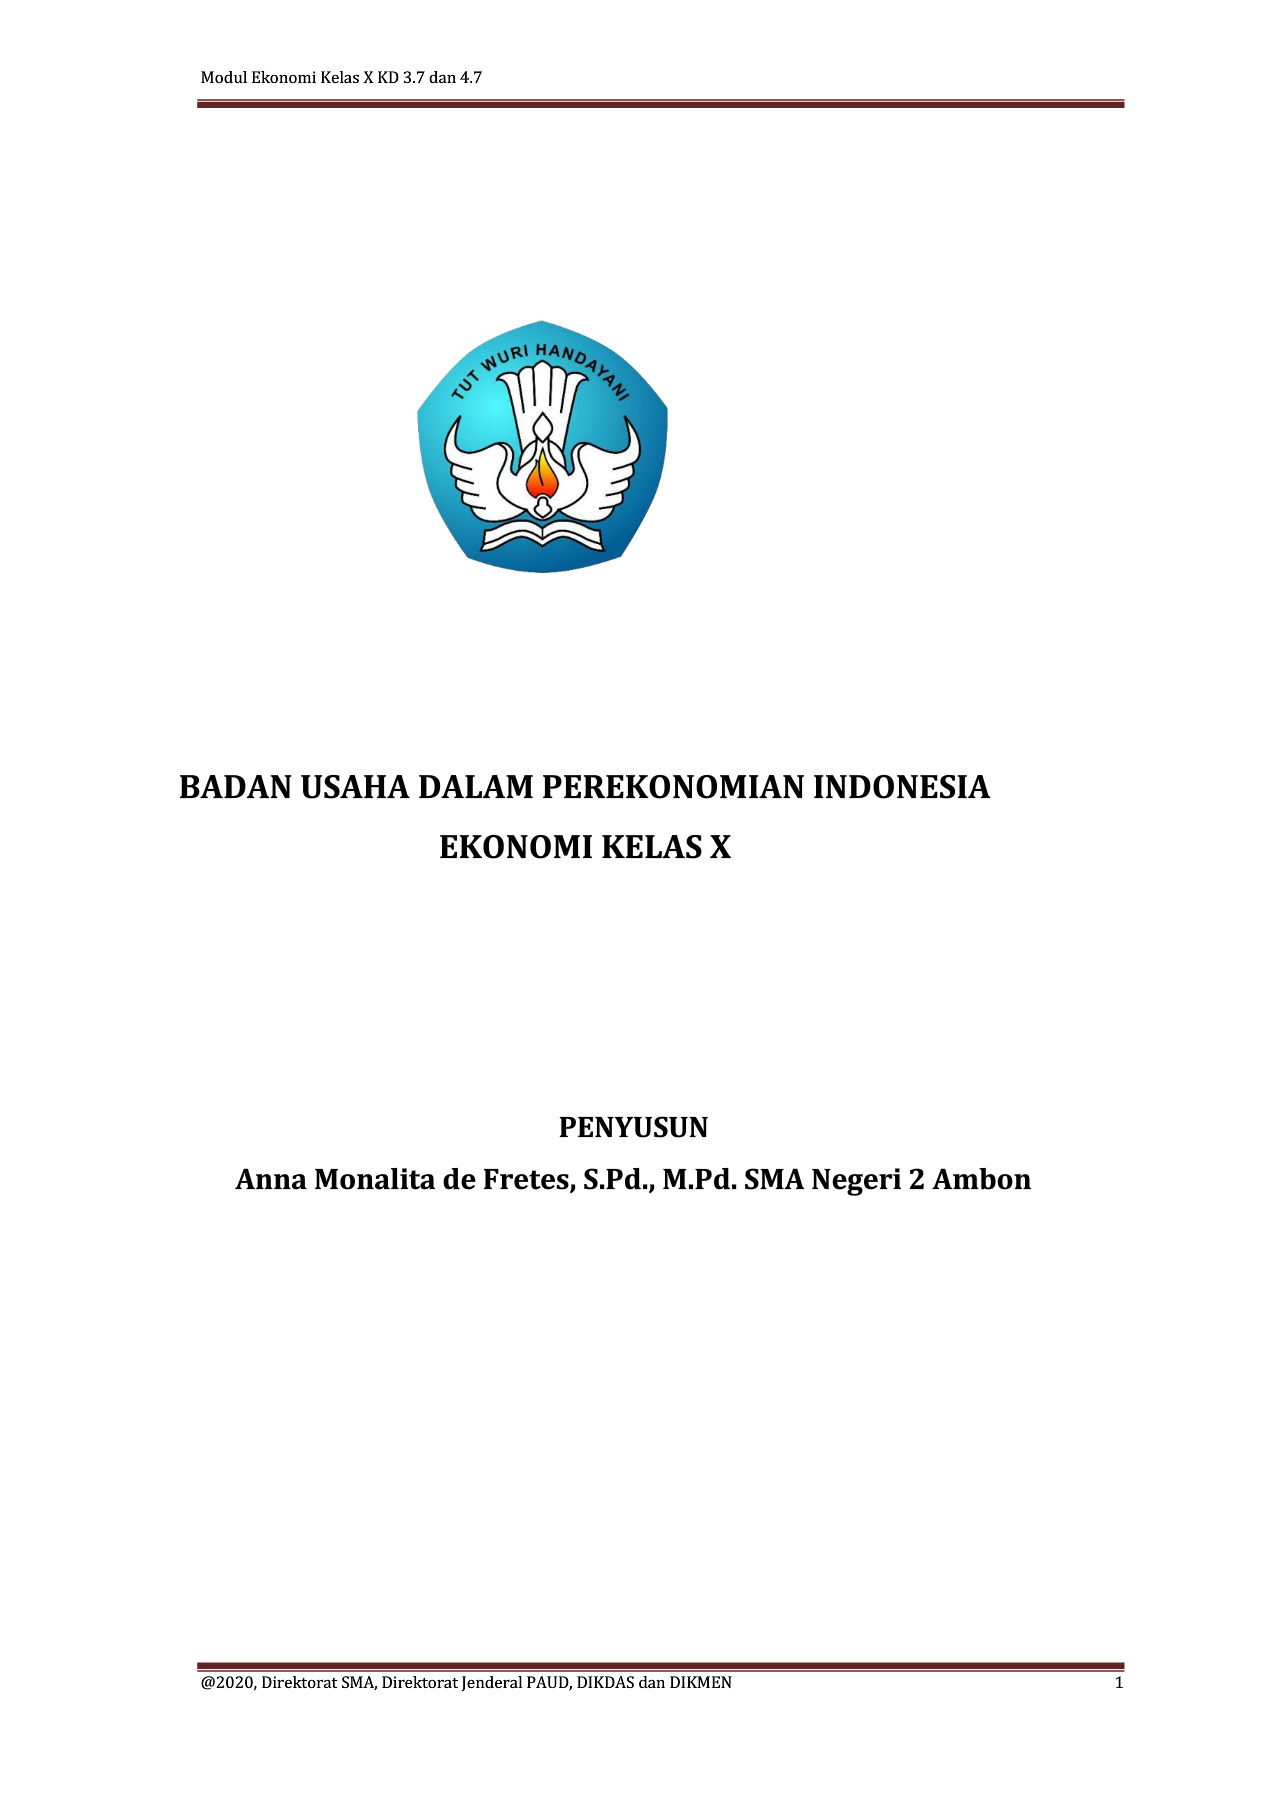 Modul Ekonomi Kelas X KD 3.7 dan 4.7
TUT WURI HANDAYANI
BADAN USAHA DALAM PEREKONOMIAN INDONESIA
EKONOMI KELAS X
PENYUSUN
Anna Monalita de Fretes, S.Pd., M.Pd. SMA Negeri 2 Ambon
@2020, Direktorat SMA, Direktorat Jenderal PAUD, DIKDAS dan DIKMEN 1